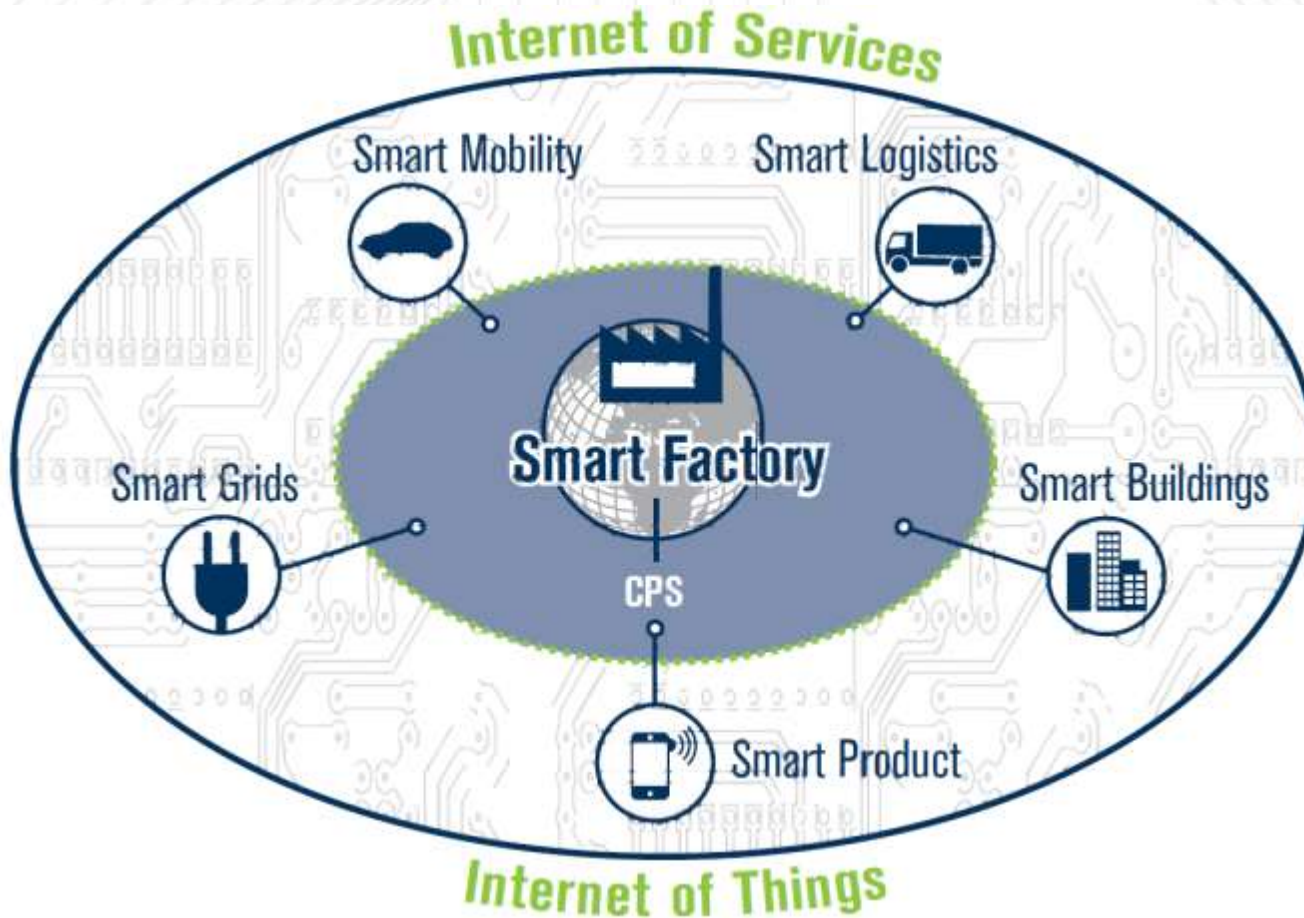 Internet of Services
Smart Mobility
Smart Logistics
Smart Factory
Smart Grids
Smart Buildings
CPS
Smart Product
Internet of Things